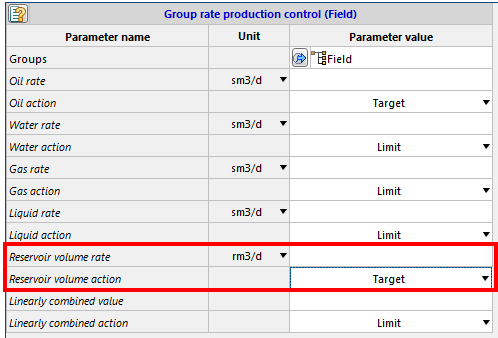 Group rate production control (Field)
Parameter name Unit Parameter value
Groups Field
Oil rate sm3/d
Oil action Target
Water rate sm3/d
Water action Limit
Gas rate sm3/d
Gas action Limit
Liquid rate sm3/d
Liquid action Limit
Reservoir volume rate rm3/d
Reservoir volume action Target
Linearly combined value
Linearly combined action Limit